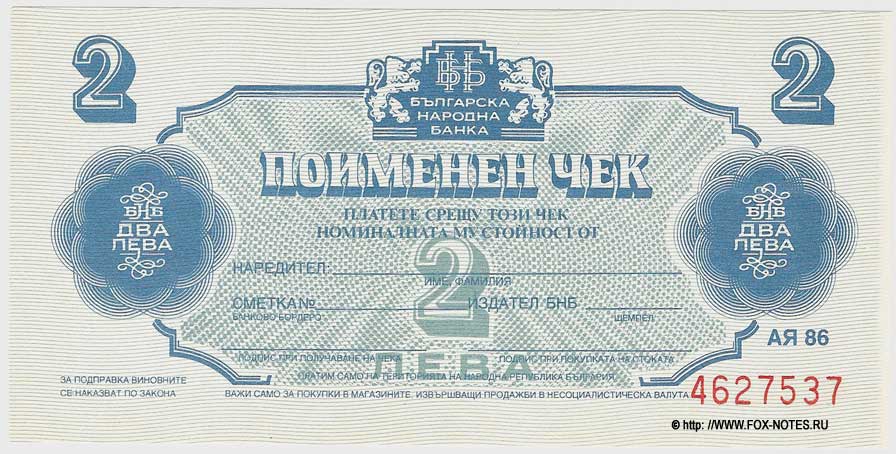 2 2
БНБ
БЪЛГАРСКА
НАРОДНА
БАНКА
ПОИМЕНЕН ЧЕК
ПЛАТЕТЕ СРЕЩУ ТОЗИ ЧЕК
НОМИНАЛНАТА МУ СТОЙНОСТ ОТ
БНБ
ДВА
ЛЕВА
БНБ
ДВА
ЛЕВА
2
ЛЕВА
НАРЕДИТЕЛ:
ИМЕ, ФАМИЛИЯ
СМЕТКА № ИЗДАТЕЛ БНБ
БАНКОВО БОРДЕРО ЩЕМПЕЛ
АЯ 86
ПОДПИС ПРИ ПОЛУЧАВАНЕ НА ЧЕКА ПОДПИС ПРИ ПОКУПКАТА НА СТОКАТА
ПЛАТИМ САМО НА ТЕРИТОРИЯТА НА НАРОДНА РЕПУБЛИКА БЪЛГАРИЯ
ЗА ПОДПРАВКА ВИНОВНИТЕ
СЕ НАКАЗВАТ ПО ЗАКОНА
ВАЖИ САМО ЗА ПОКУПКИ В МАГАЗИНИТЕ, ИЗВЪРШВАЩИ ПРОДАЖБИ В НЕСОЦИАЛИСТИЧЕСКА ВАЛУТА
4627537
© http: //WWW.FOX-NOTES.RU